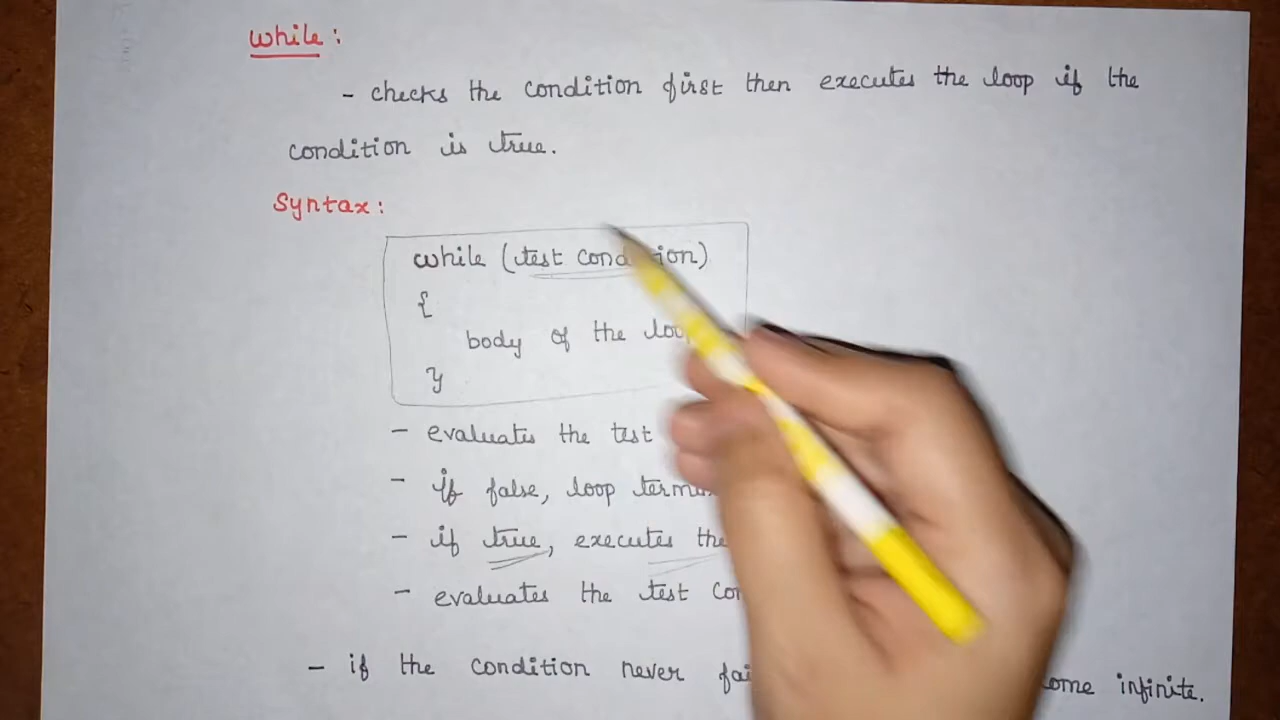 while :
- checks the condition first then executes the loop if the
condition is true.
Syntax :
while (test condition)
{
body of the loop
}
- evaluates the test
- if false, loop
- if true, executes the
- evaluates the test
- if the condition never infinite.